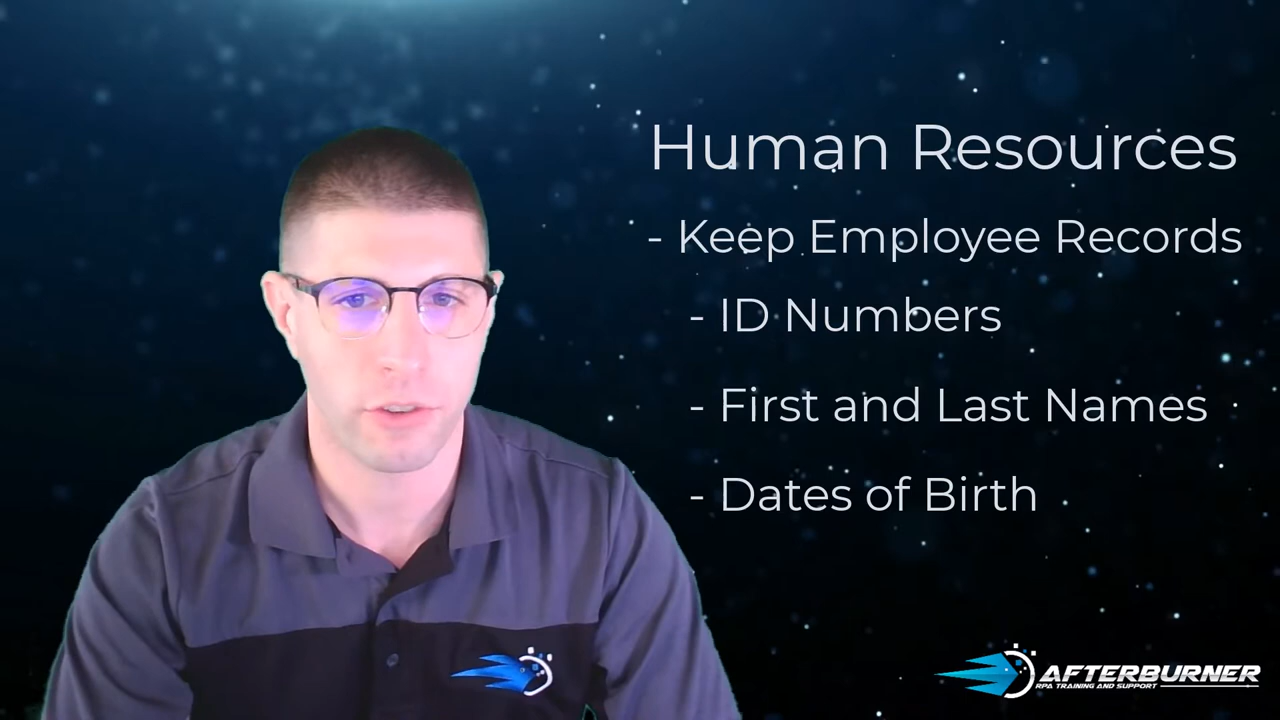 Human Resources
- Keep Employee Records
- ID Numbers
- First and Last Names
- Dates of Birth
AFTERBURNER
RPA TRAINING AND SUPPORT